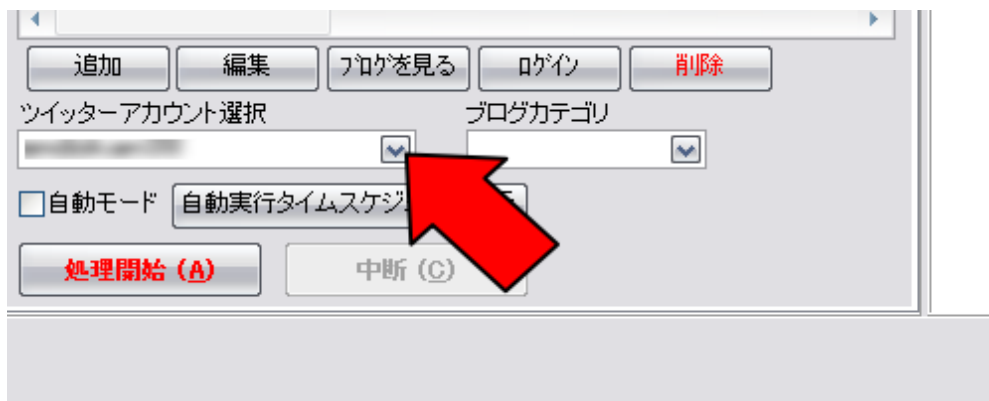 追加 編集 ﾌﾞﾛｸﾞを見る ﾛｸﾞｲﾝ 削除
ツイッターアカウント選択 ブログカテゴリ
自動モード 自動実行タイムスケジ
処理開始 (A) 中断 (C)